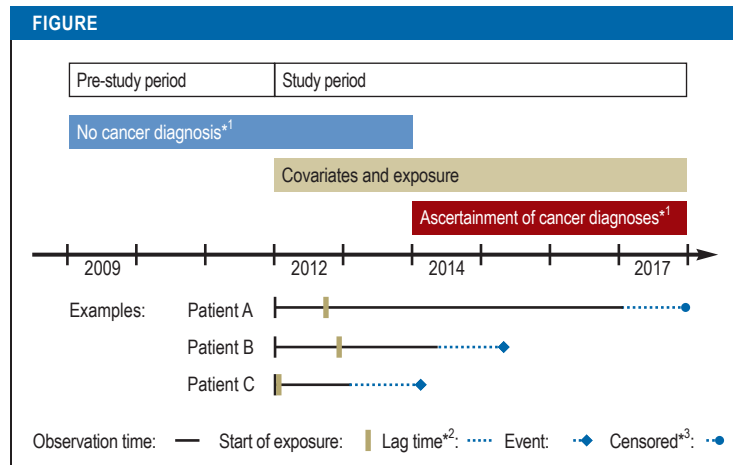 FIGURE
Pre-study period Study period
No cancer diagnosis*1
Covariates and exposure
Ascertainment of cancer diagnoses*1
2009 2012 2014 2017
Examples: Patient A
Patient B
Patient C
Observation time: Start of exposure: Lag time*2: Event: Censored*3: